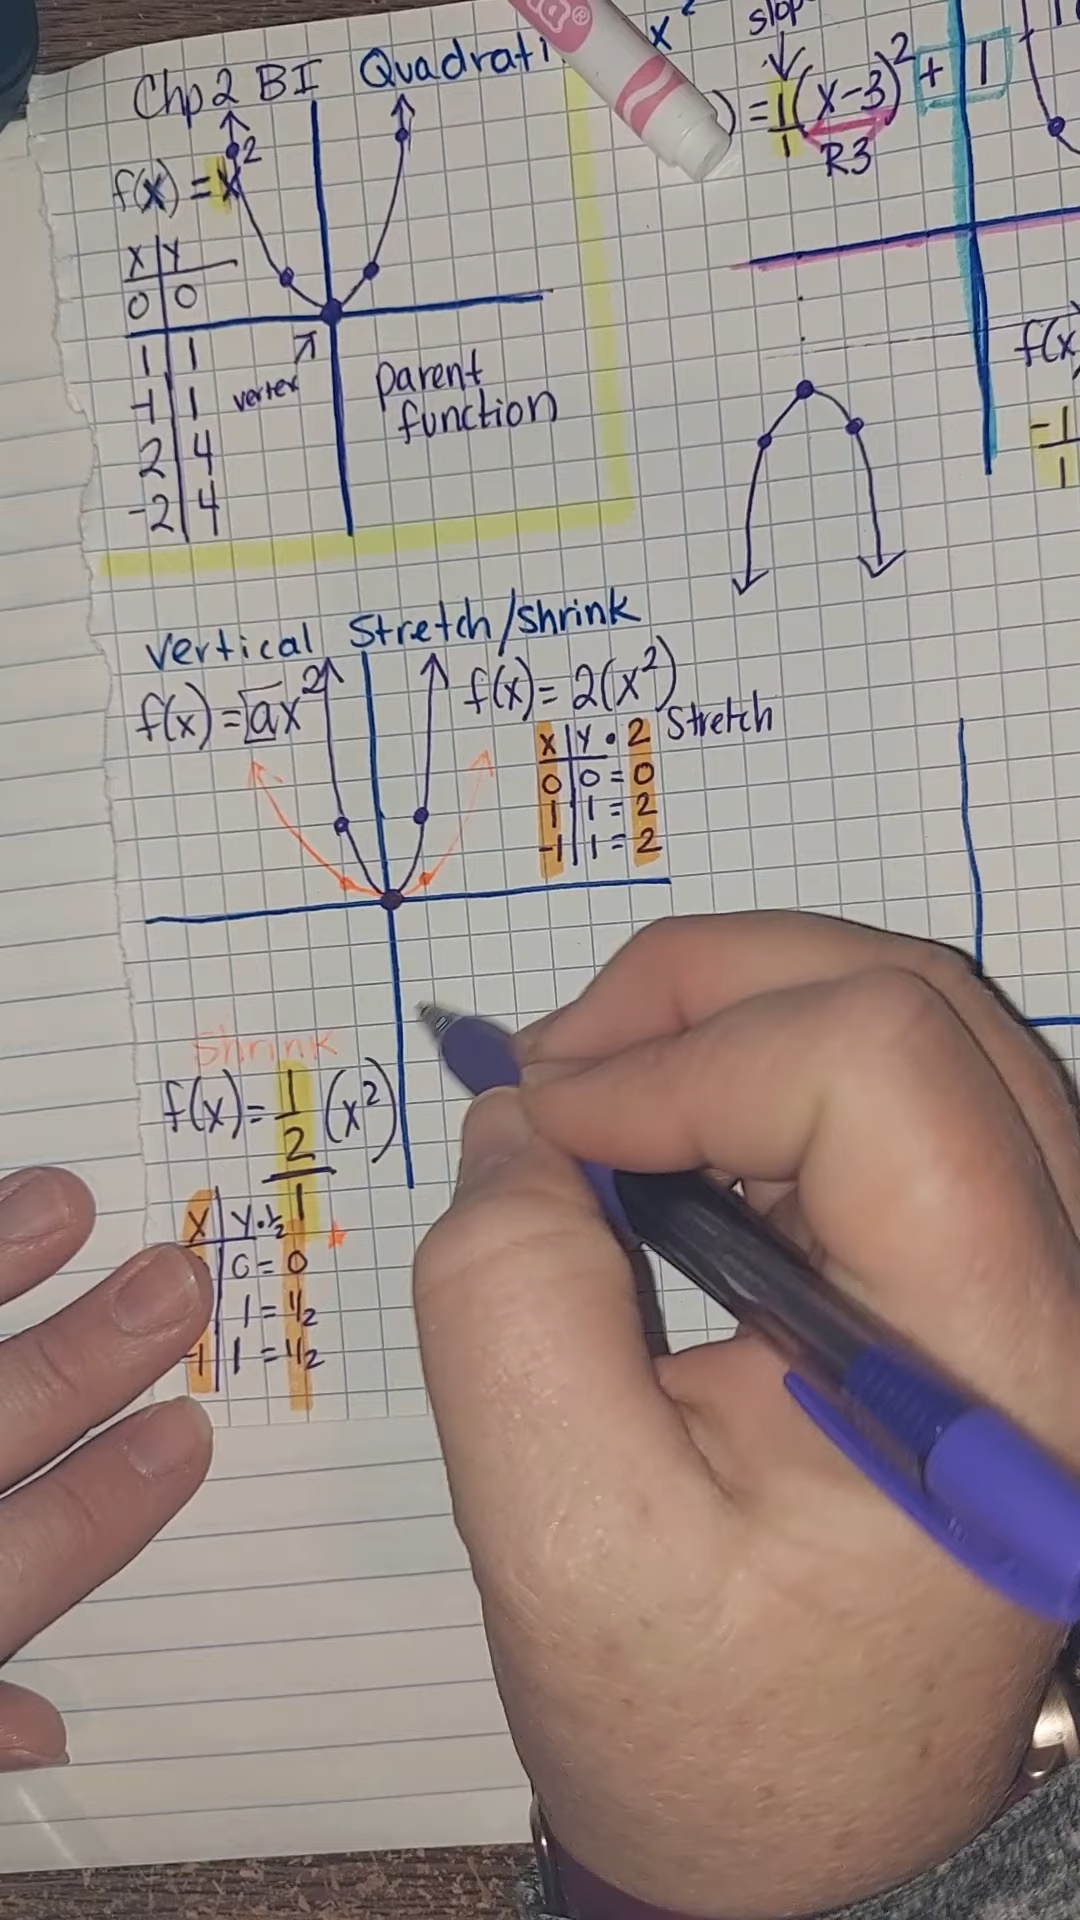 Chp 2 BI Quadrati
f(x) = x²
X | Y
0 | 0
1 | 1
-1 | 1
2 | 4
-2 | 4
vertex
parent
function
x²
slop
) = 1/1 (x-3)² + 1
R3
f(x)
-1/1
Vertical Stretch/shrink
f(x) = ax²
f(x) = 2(x²)
Stretch
X | Y • 2
0 | 0 = 0
1 | 1 = 2
-1 | 1 = 2
Shrink
f(x) = 1/2/1 (x²)
X | Y • ½
0 = 0
1 = 1/2
-1 | 1 = 1/2